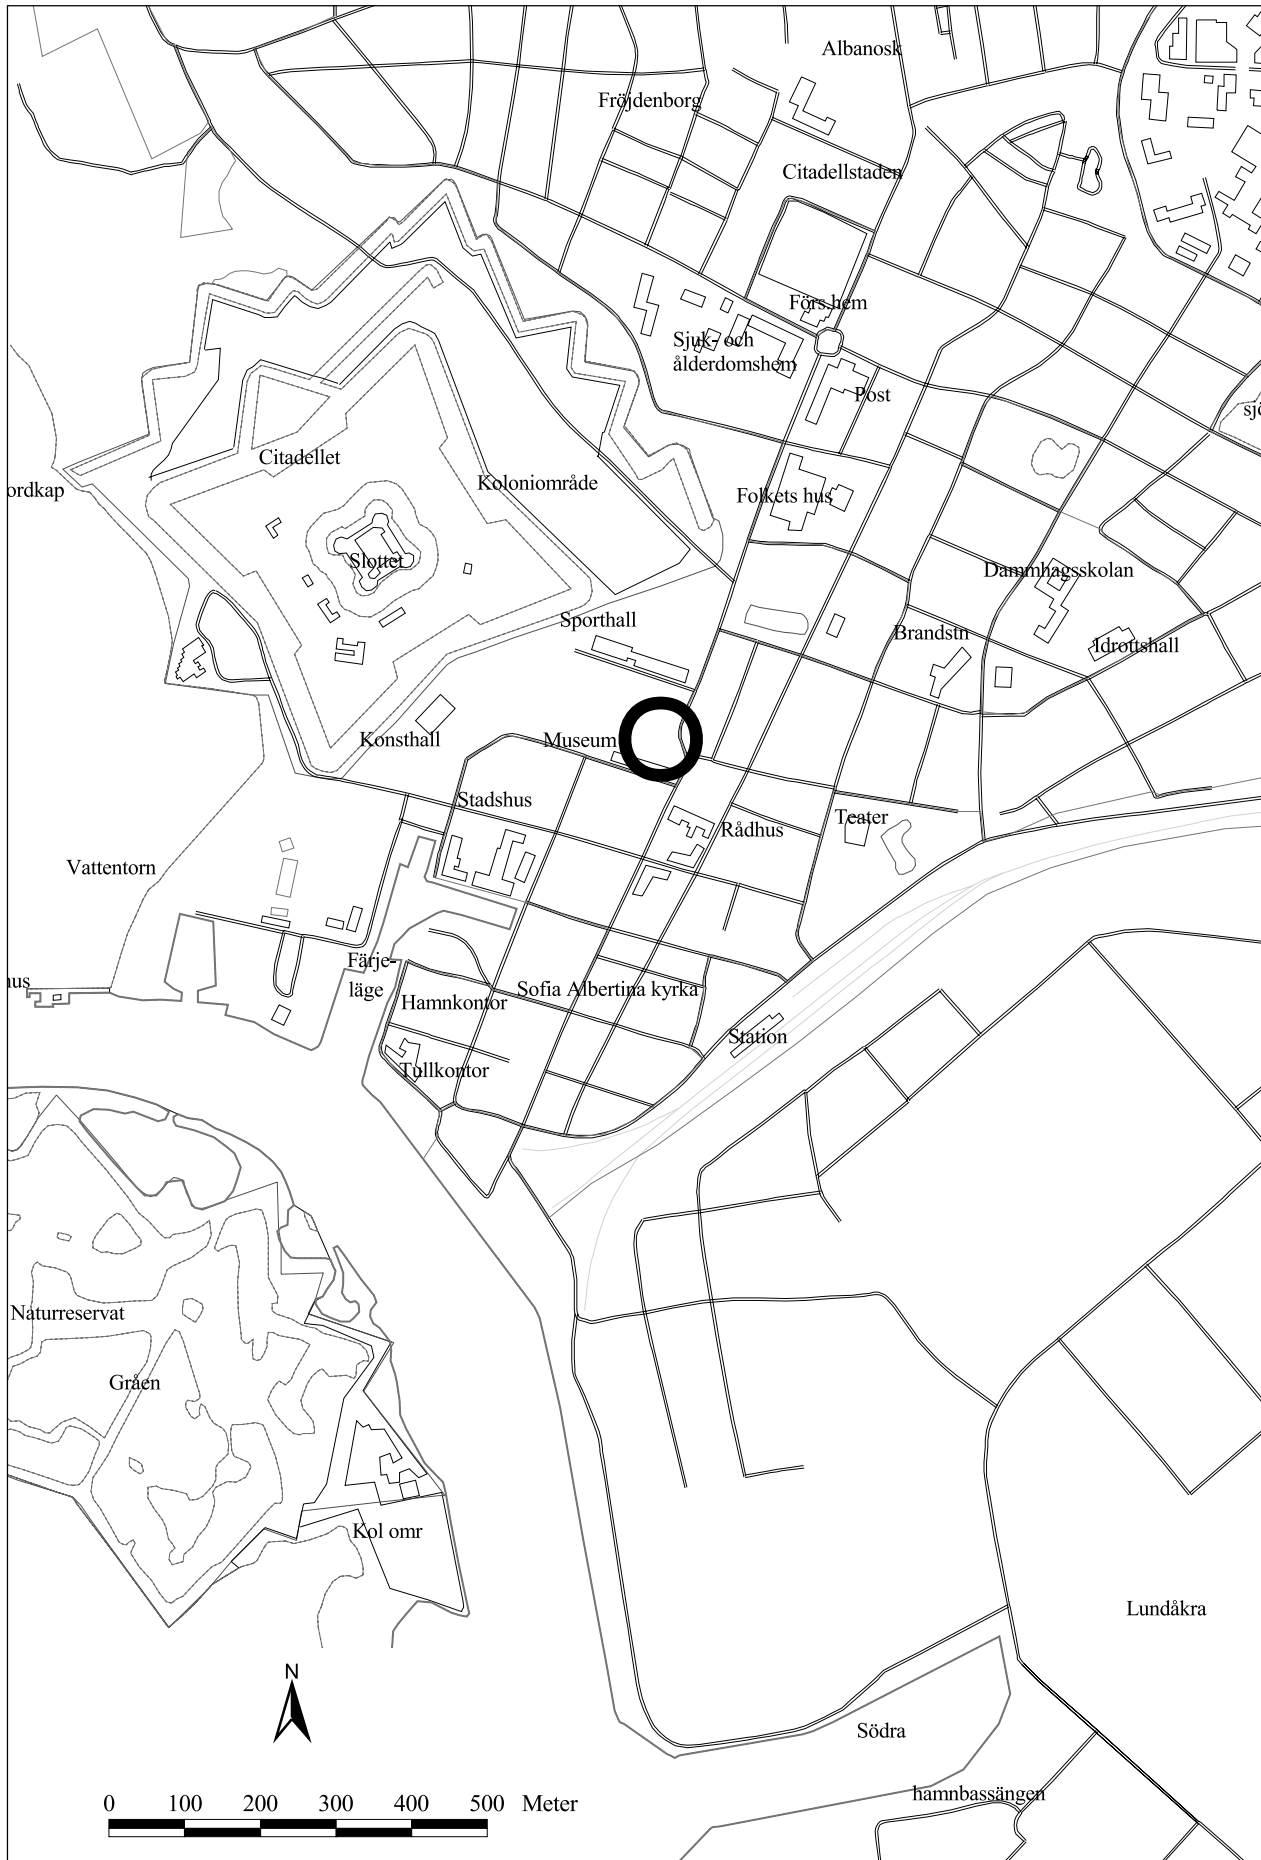 Albanosk
Fröjdenborg
Citadellstaden
Förs.hem
Sjuk- och
ålderdomshem
Post
sjö
Citadellet
Koloniområde
ordkap
Folkets hus
Slottet
Dammhagsskolan
Sporthall
Brandstn
Idrottshall
Konsthall
Museum
Stadshus
Rådhus
Teater
Vattentorn
Färje-
läge
nus
Hamnkontor
Sofia Albertina kyrka
Station
Tullkontor
Naturreservat
Gråen
Kol omr
Lundåkra
N
Södra
hamnbassängen
0 100 200 300 400 500 Meter